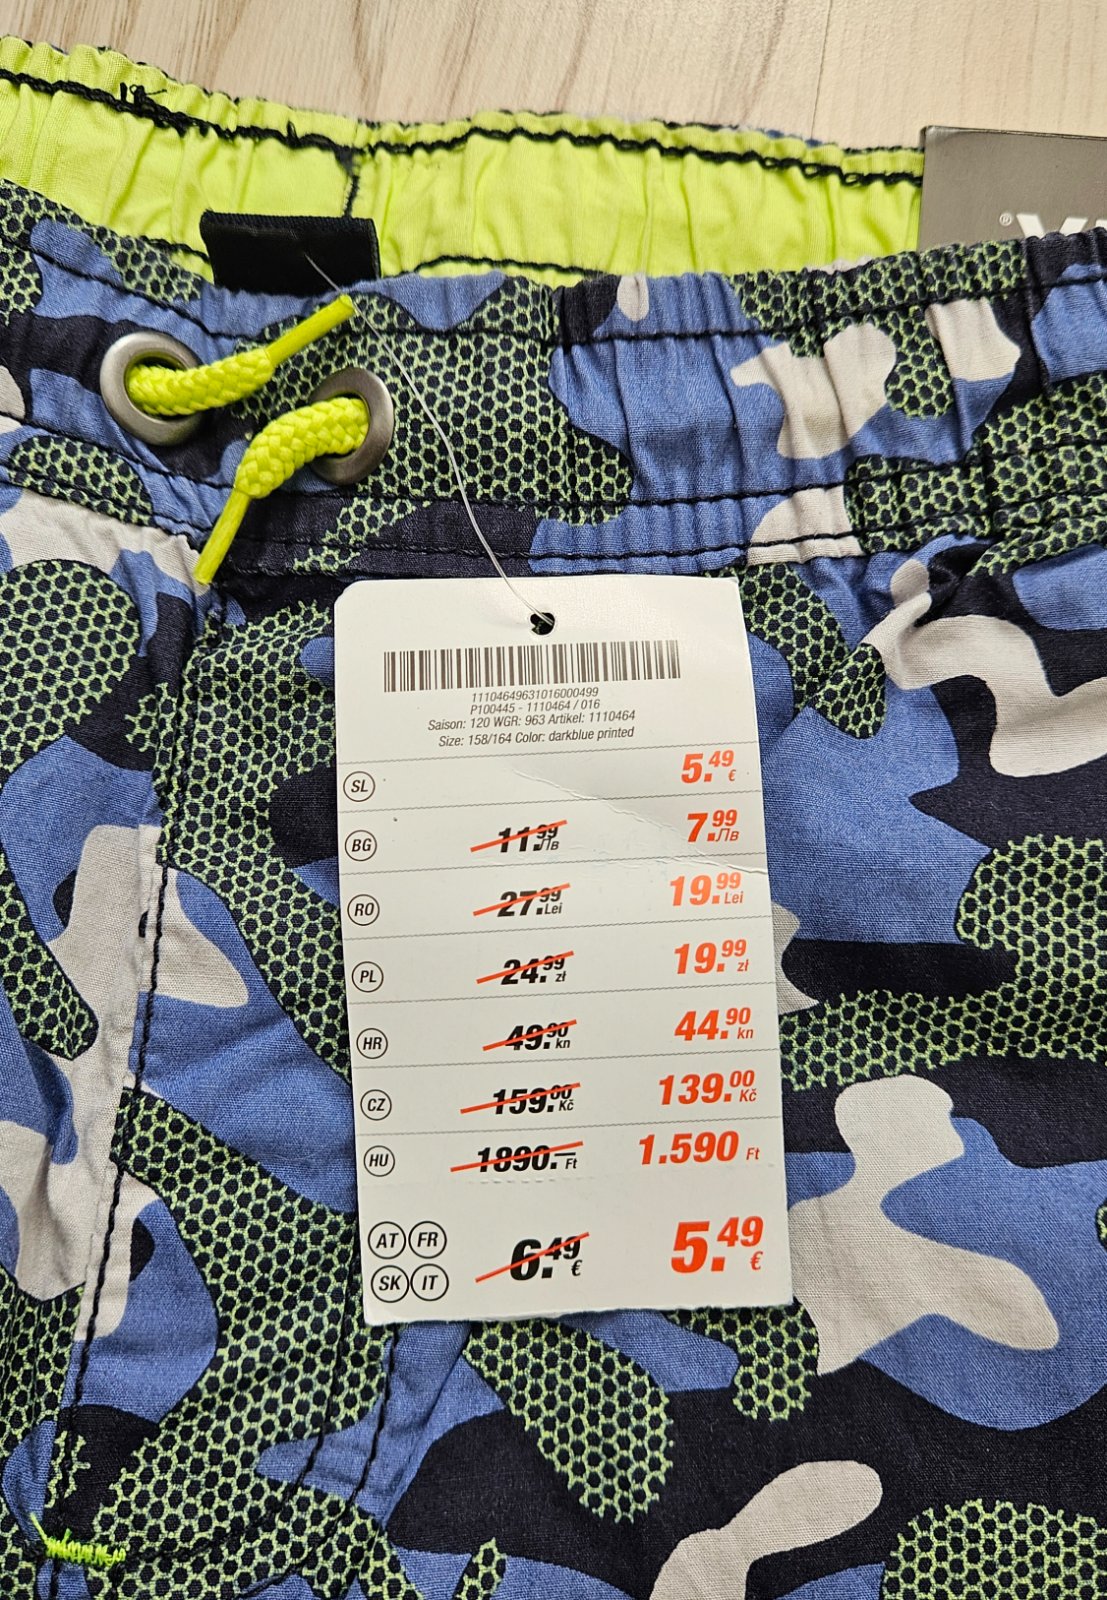 ®
11104649631016000499
P100445 - 1110464 / 016
Saison: 120 WGR: 963 Artikel: 1110464
Size: 158/164 Color: darkblue printed
SL 5.49 €
BG 11.99 Лв 7.99 Лв
RO 27.99 Lei 19.99 Lei
PL 24.99 zł 19.99 zł
HR 49.90 kn 44.90 kn
CZ 159.00 Kč 139.00 Kč
HU 1890.– Ft 1.590 Ft
AT FR 6.49 € 5.49 €
SK IT